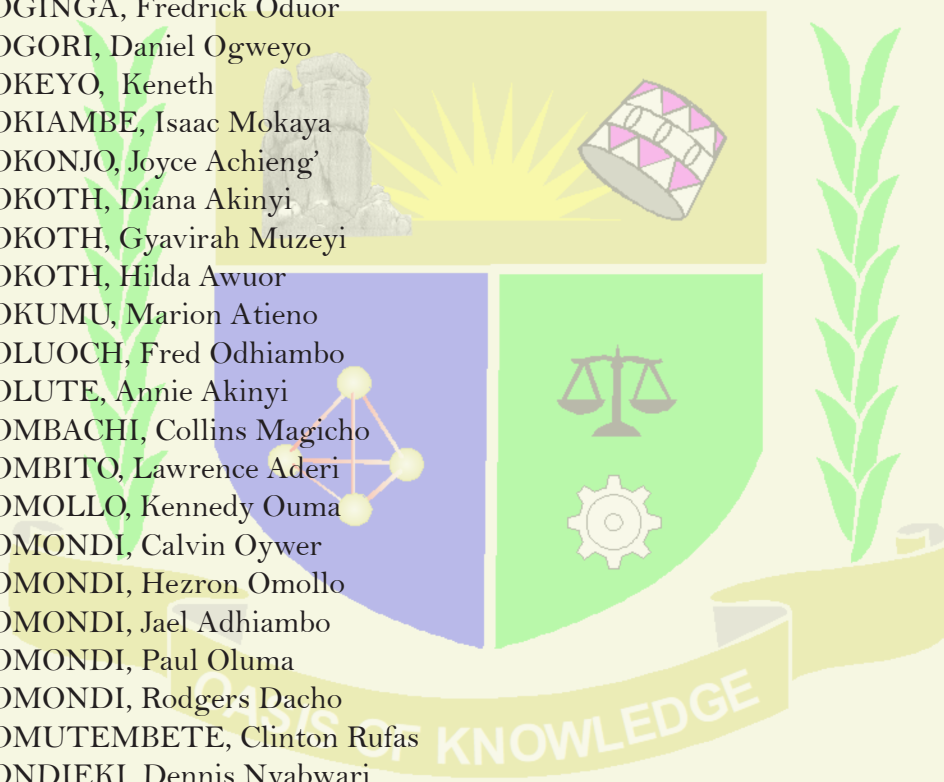 OGINGA, Fredrick Oduor
OGORI, Daniel Ogweyo
OKEYO, Keneth
OKIAMBE, Isaac Mokaya
OKONJO, Joyce Achieng’
OKOTH, Diana Akinyi
OKOTH, Gyavirah Muzeyi
OKOTH, Hilda Awuor
OKUMU, Marion Atieno
OLUOCH, Fred Odhiambo
OLUTE, Annie Akinyi
OMBACHI, Collins Magicho
OMBITO, Lawrence Aderi
OMOLLO, Kennedy Ouma
OMONDI, Calvin Oywer
OMONDI, Hezron Omollo
OMONDI, Jael Adhiambo
OMONDI, Paul Oluma
OMONDI, Rodgers Dacho
OMUTEMBETE, Clinton Rufas
ONDIEKI, Dennis Nyabwari
OASIS OF KNOWLEDGE